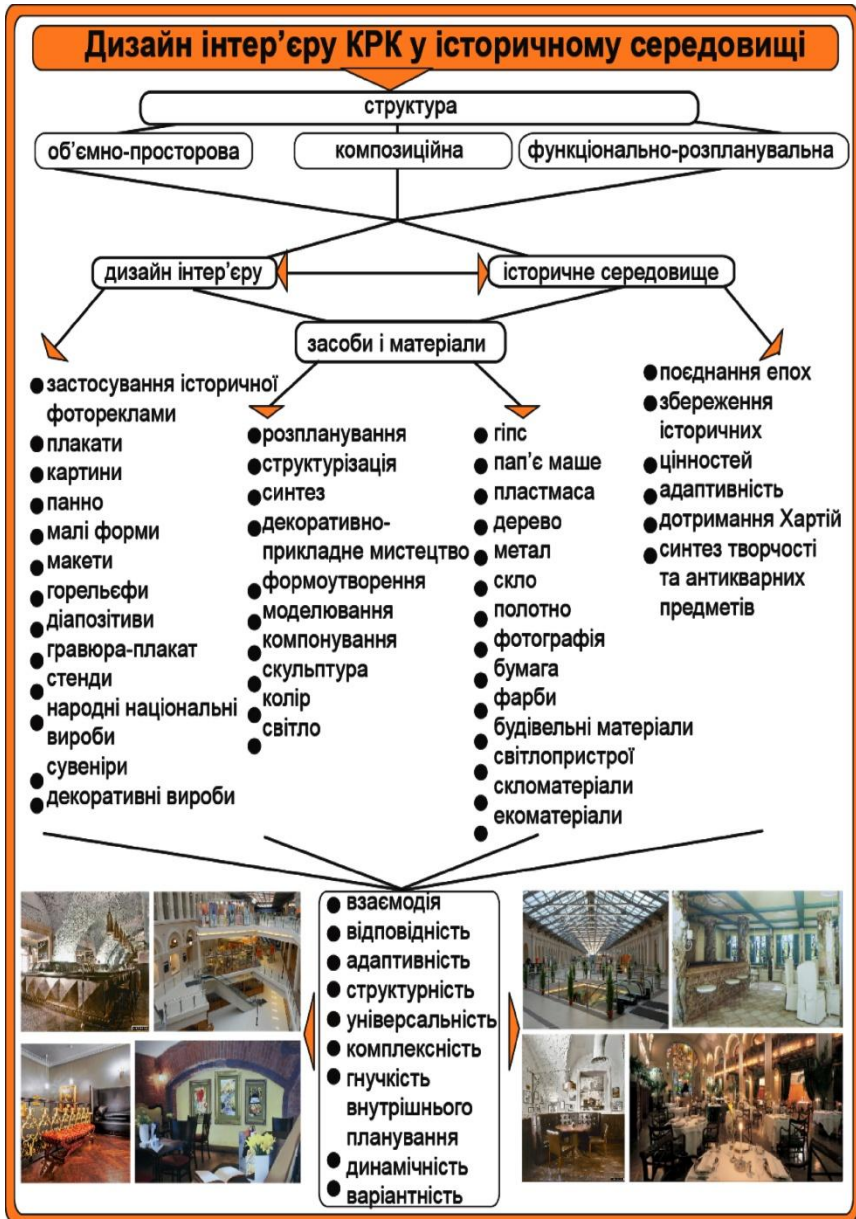 Дизайн інтер’єру КРК у історичному середовищі
структура
об’ємно-просторова
композиційна
функціонально-розпланувальна
дизайн інтер’єру
історичне середовище
засоби і матеріали
застосування історичної
фотореклами
плакати
картини
панно
малі форми
макети
горельєфи
діапозітиви
гравюра-плакат
стенди
народні національні
вироби
сувеніри
декоративні вироби
розпланування
структурізація
синтез
декоративно-
прикладне мистецтво
формоутворення
моделювання
компонування
скульптура
колір
світло
гіпс
пап’є маше
пластмаса
дерево
метал
скло
полотно
фотографія
бумага
фарби
будівельні матеріали
світлопристрої
скломатеріали
екоматеріали
поєднання епох
збереження
історичних
цінностей
адаптивність
дотримання Хартій
синтез творчості
та антикварних
предметів
взаємодія
відповідність
адаптивність
структурність
універсальність
комплексність
гнучкість
внутрішнього
планування
динамічність
варіантність